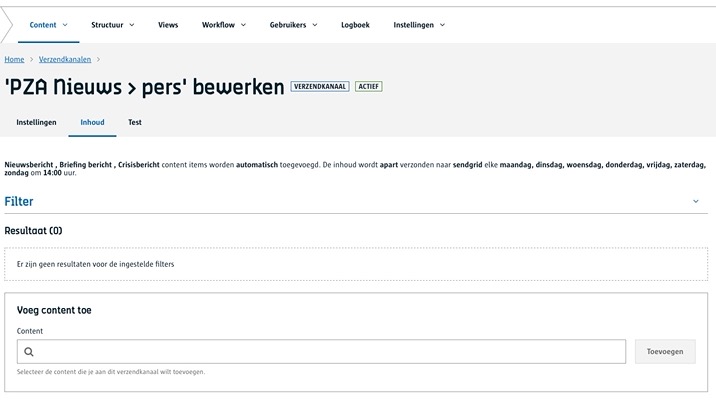 Content Structuur Views Workflow Gebruikers Logboek Instellingen
Home > Verzendkanalen >
'PZA Nieuws > pers' bewerken VERZENDKANAAL ACTIEF
Instellingen Inhoud Test
Nieuwsbericht , Briefing bericht , Crisisbericht content items worden automatisch toegevoegd. De inhoud wordt apart verzonden naar sendgrid elke maandag, dinsdag, woensdag, donderdag, vrijdag, zaterdag,
zondag om 14:00 uur.
Filter
Resultaat (0)
Er zijn geen resultaten voor de ingestelde filters
Voeg content toe
Content
Toevoegen
Selecteer de content die je aan dit verzendkanaal wilt toevoegen.